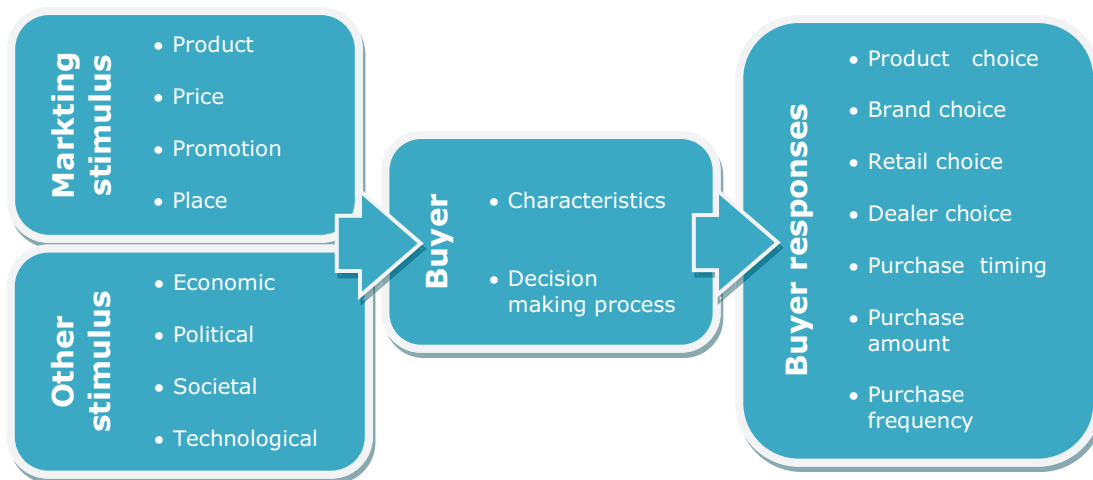 Markting
stimulus
• Product
• Price
• Promotion
• Place
Other
stimulus
• Economic
• Political
• Societal
• Technological
Buyer
• Characteristics
• Decision
making process
Buyer responses
• Product choice
• Brand choice
• Retail choice
• Dealer choice
• Purchase timing
• Purchase
amount
• Purchase
frequency